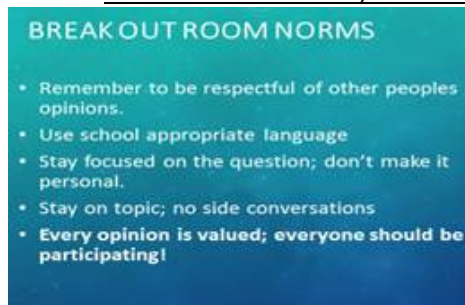 BREAKOUT ROOM NORMS
• Remember to be respectful of other peoples
opinions.
• Use school appropriate language
• Stay focused on the question; don't make it
personal.
• Stay on topic; no side conversations
• Every opinion is valued; everyone should be
participating!